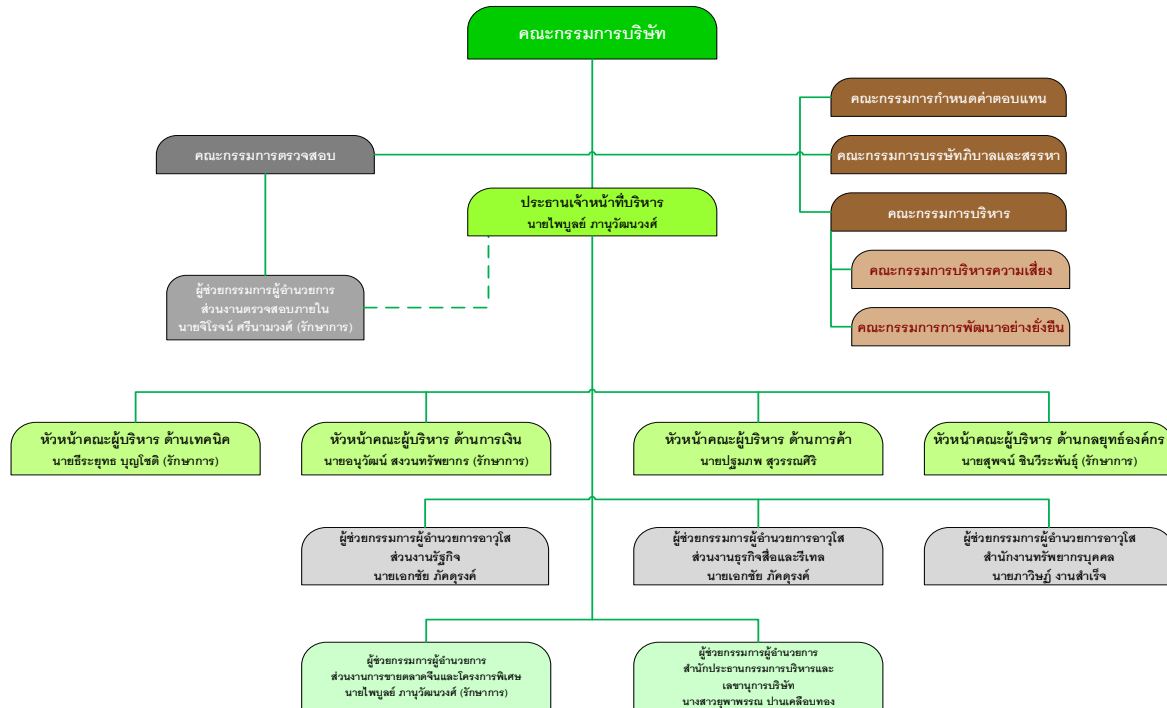 คณะกรรมการบริษัท
คณะกรรมการกำหนดค่าตอบแทน
คณะกรรมการตรวจสอบ
คณะกรรมการบรรษัทภิบาลและสรรหา
ประธานเจ้าหน้าที่บริหาร
นายไพบูลย์ ภานุวัฒนวงศ์
คณะกรรมการบริหาร
คณะกรรมการบริหารความเสี่ยง
ผู้ช่วยกรรมการผู้อำนวยการ
ส่วนงานตรวจสอบภายใน
นายจิโรจน์ ศรีนามวงศ์ (รักษาการ)
คณะกรรมการการพัฒนาอย่างยั่งยืน
หัวหน้าคณะผู้บริหาร ด้านเทคนิค
นายธีระยุทธ บุญโชติ (รักษาการ)
หัวหน้าคณะผู้บริหาร ด้านการเงิน
นายอนุวัฒน์ สงวนทรัพยากร (รักษาการ)
หัวหน้าคณะผู้บริหาร ด้านการค้า
นายปฐมภพ สุวรรณศิริ
หัวหน้าคณะผู้บริหาร ด้านกลยุทธ์องค์กร
นายสุพจน์ ชินวีระพันธุ์ (รักษาการ)
ผู้ช่วยกรรมการผู้อำนวยการอาวุโส
ส่วนงานรัฐกิจ
นายเอกชัย ภัคดุรงค์
ผู้ช่วยกรรมการผู้อำนวยการอาวุโส
ส่วนงานธุรกิจสื่อและรีเทล
นายเอกชัย ภัคดุรงค์
ผู้ช่วยกรรมการผู้อำนวยการอาวุโส
สำนักงานทรัพยากรบุคคล
นายภาวิษฏ์ งานสำเร็จ
ผู้ช่วยกรรมการผู้อำนวยการ
ส่วนงานการขายตลาดจีนและโครงการพิเศษ
นายไพบูลย์ ภานุวัฒนวงศ์ (รักษาการ)
ผู้ช่วยกรรมการผู้อำนวยการ
สำนักประธานกรรมการบริหารและ
เลขานุการบริษัท
นางสาวยุพาพรรณ ปานเคลือบทอง